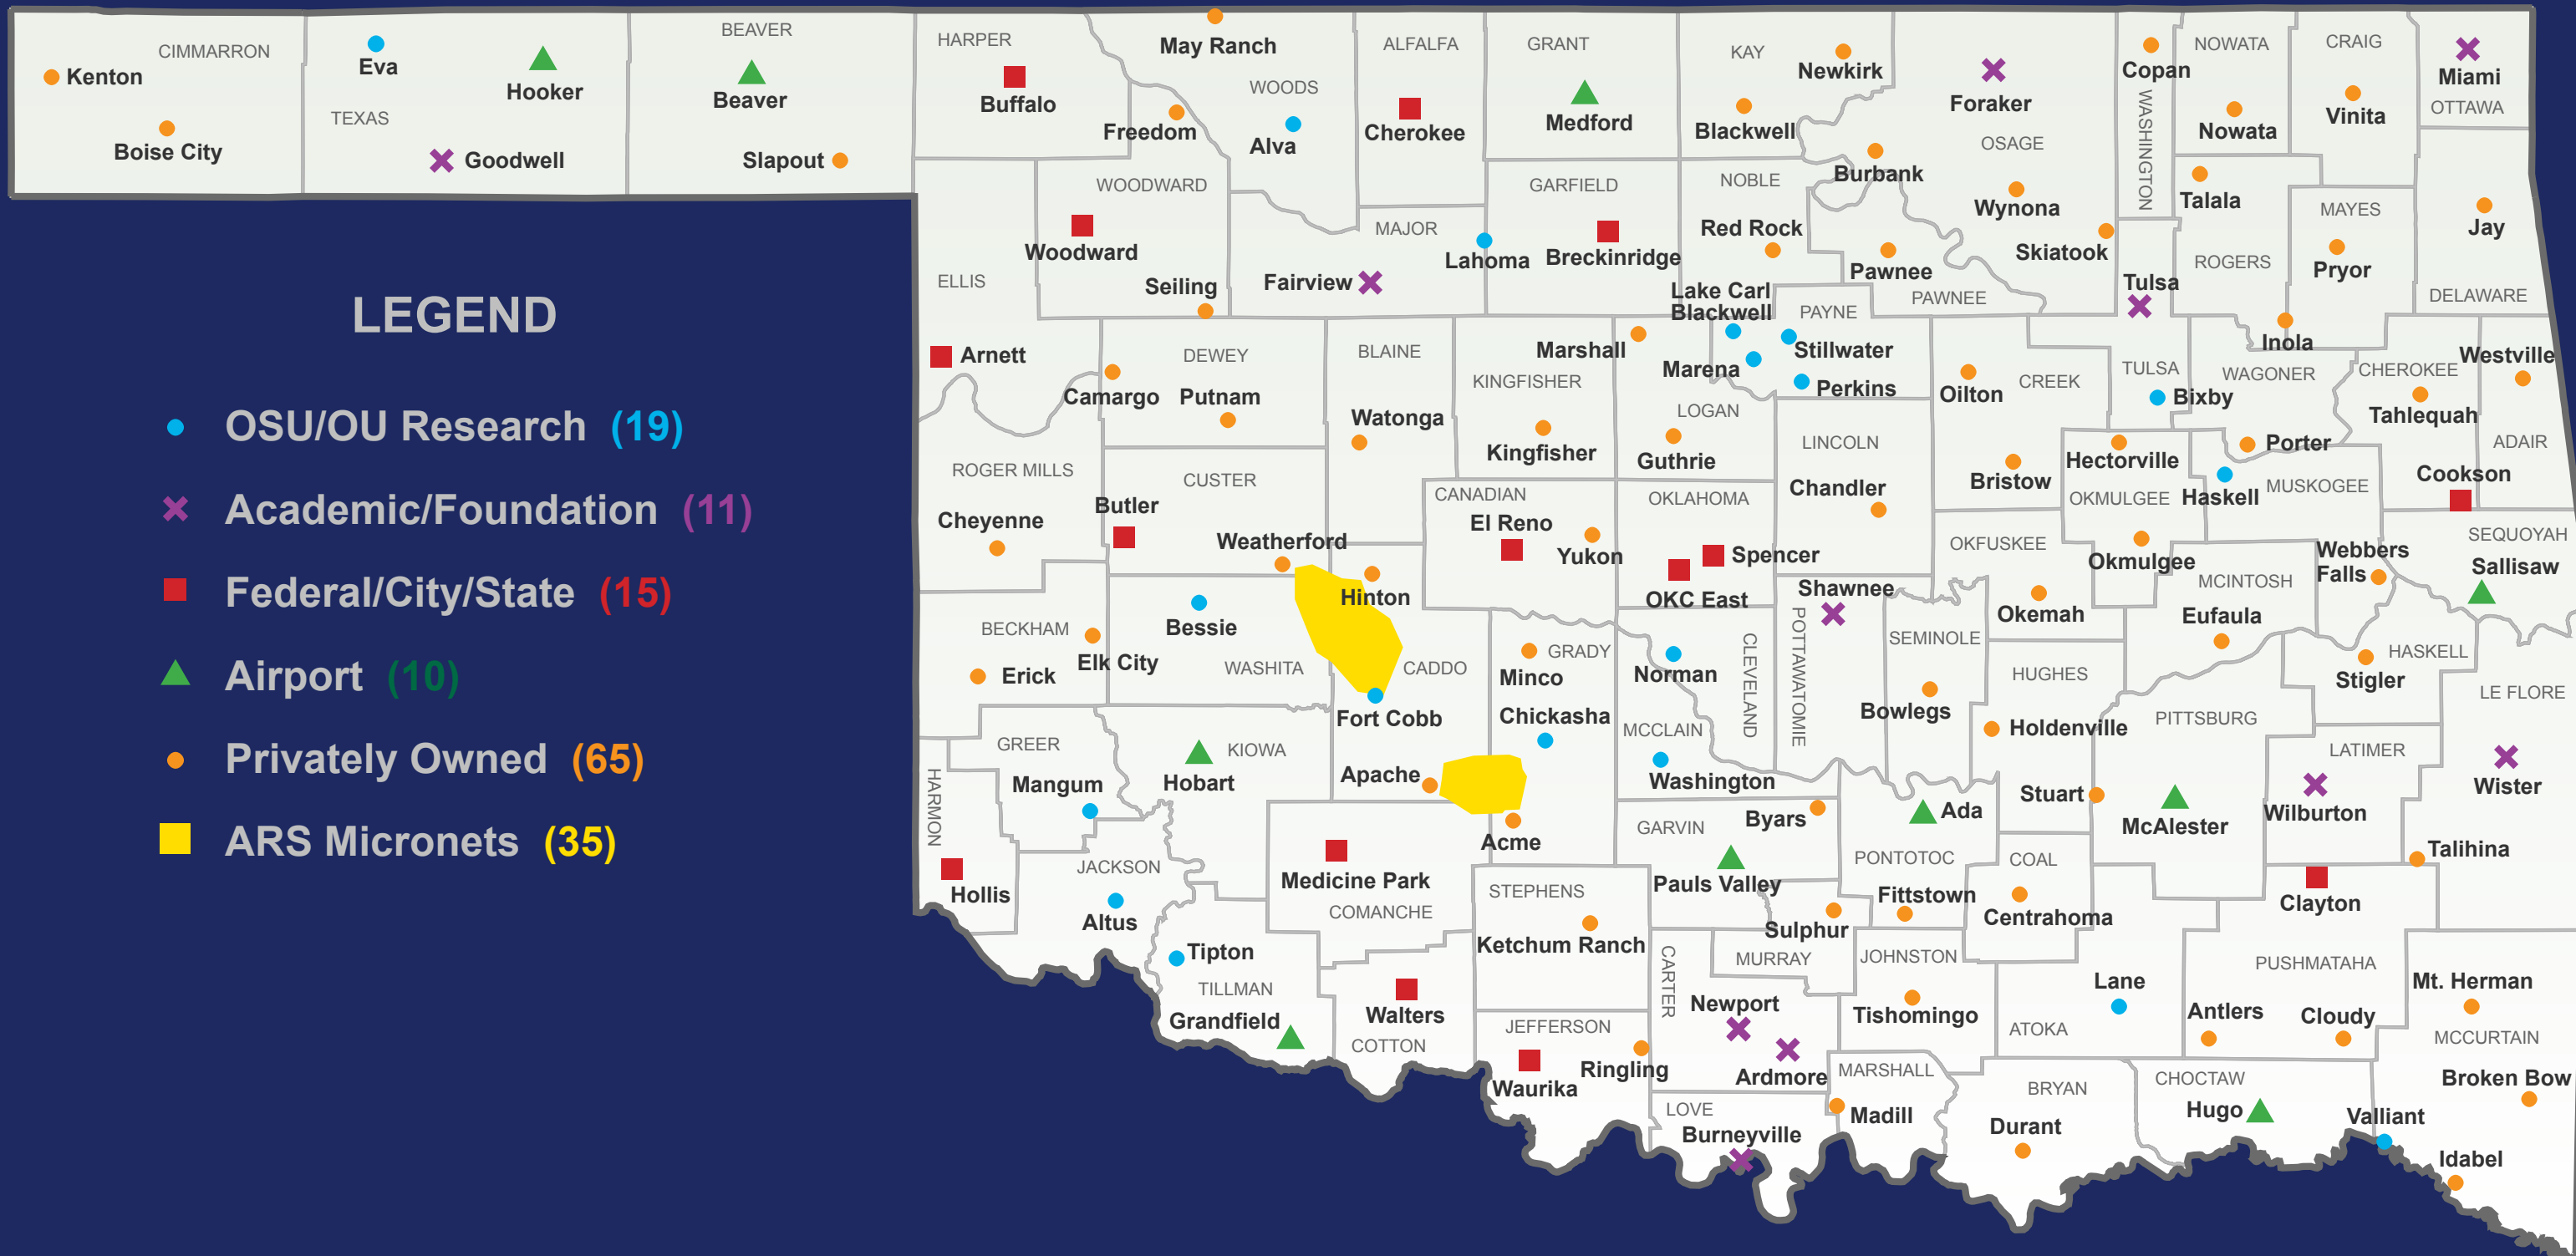 CIMMARRON
Kenton
Boise City
Eva
TEXAS
Hooker
Goodwell
BEAVER
Beaver
Slapout
HARPER
Buffalo
May Ranch
WOODS
Freedom
Alva
ALFALFA
Cherokee
GRANT
Medford
KAY
Newkirk
Blackwell
Foraker
OSAGE
Burbank
Wynona
Skiatook
Copan
WASHINGTON
NOWATA
Nowata
Talala
CRAIG
Vinita
Miami
OTTAWA
WOODWARD
Woodward
Seiling
ELLIS
Arnett
MAJOR
Fairview
Lahoma
GARFIELD
Breckinridge
NOBLE
Red Rock
Lake Carl
Blackwell
Pawnee
PAWNEE
PAYNE
Stillwater
Marena
Perkins
Tulsa
ROGERS
MAYES
Pryor
Inola
Jay
DELAWARE
LEGEND
OSU/OU Research (19)
Academic/Foundation (11)
Federal/City/State (15)
Airport (10)
Privately Owned (65)
ARS Micronets (35)
Camargo
DEWEY
Putnam
BLAINE
Watonga
KINGFISHER
Kingfisher
Marshall
LOGAN
Guthrie
LINCOLN
Chandler
Oilton
CREEK
Bristow
TULSA
Bixby
WAGONER
Porter
CHEROKEE
Tahlequah
Westville
ADAIR
Cookson
Hectorville
OKMULGEE
Okmulgee
Haskell
MUSKOGEE
ROGER MILLS
Cheyenne
CUSTER
Butler
Weatherford
Hinton
CANADIAN
El Reno
Yukon
OKLAHOMA
Spencer
OKC East
Shawnee
POTTAWATOMIE
CLEVELAND
OKFUSKEE
Okemah
MCINTOSH
Eufaula
Webbers
Falls
SEQUOYAH
Sallisaw
BECKHAM
Erick
Elk City
Bessie
WASHITA
CADDO
Fort Cobb
Apache
GRADY
Minco
Chickasha
Acme
Norman
MCCLAIN
Washington
SEMINOLE
Bowlegs
HUGHES
Holdenville
Stuart
PITTSBURG
McAlester
HASKELL
Stigler
LATIMER
Wilburton
LE FLORE
Wister
Talihina
GREER
Mangum
HARMON
Hollis
KIOWA
Hobart
JACKSON
Altus
Tipton
TILLMAN
Grandfield
Medicine Park
COMANCHE
Walters
COTTON
STEPHENS
Ketchum Ranch
JEFFERSON
Waurika
Ringling
GARVIN
Byars
Pauls Valley
Ada
PONTOTOC
Fittstown
Sulphur
MURRAY
CARTER
Newport
Ardmore
JOHNSTON
Tishomingo
COAL
Centrahoma
ATOKA
Lane
Clayton
PUSHMATAHA
Antlers
Cloudy
Mt. Herman
MCCURTAIN
Broken Bow
Idabel
Valliant
CHOCTAW
Hugo
BRYAN
Durant
MARSHALL
Madill
LOVE
Burneyville